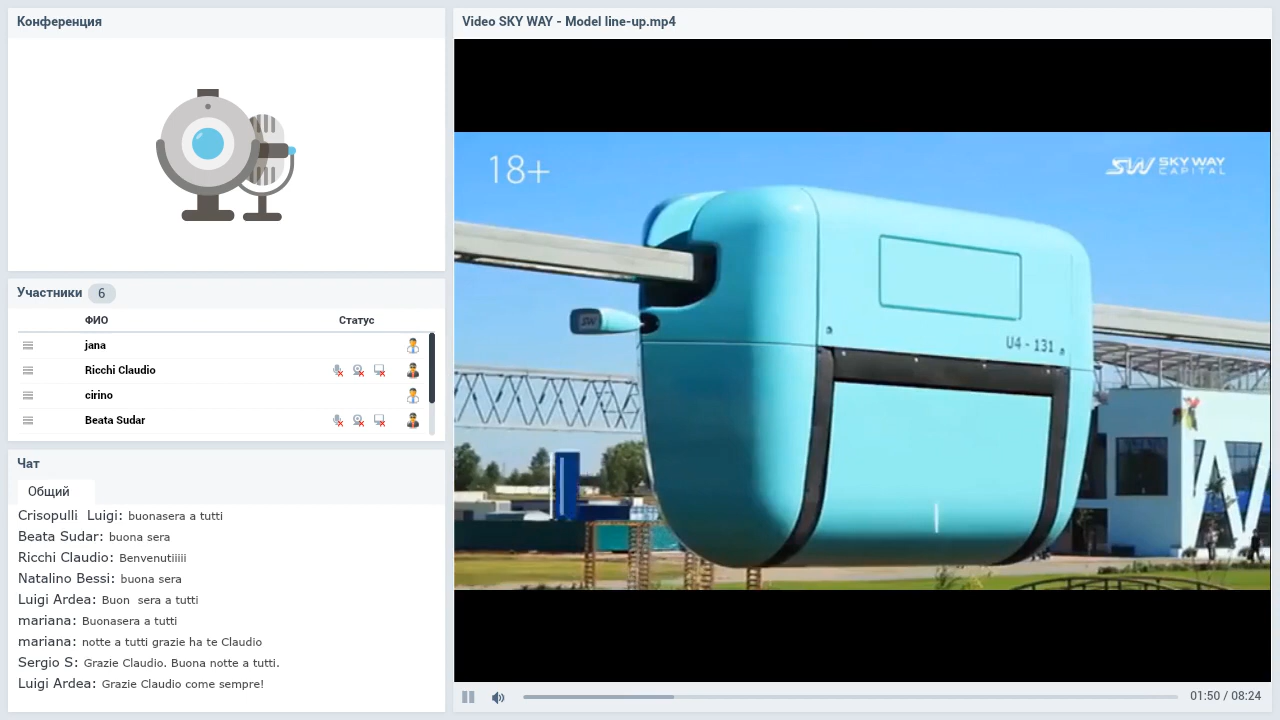 Конференция
Video SKY WAY - Model line-up.mp4
18+
SW SKY WAY
CAPITAL
SW
U4 - 131
W
Участники 6
ФИО Статус
jana
Ricchi Claudio
cirino
Beata Sudar
Чат
Общий
Crisopulli Luigi: buonasera a tutti
Beata Sudar: buona sera
Ricchi Claudio: Benvenutiiiii
Natalino Bessi: buona sera
Luigi Ardea: Buon sera a tutti
mariana: Buonasera a tutti
mariana: notte a tutti grazie ha te Claudio
Sergio S: Grazie Claudio. Buona notte a tutti.
Luigi Ardea: Grazie Claudio come sempre!
01:50 / 08:24